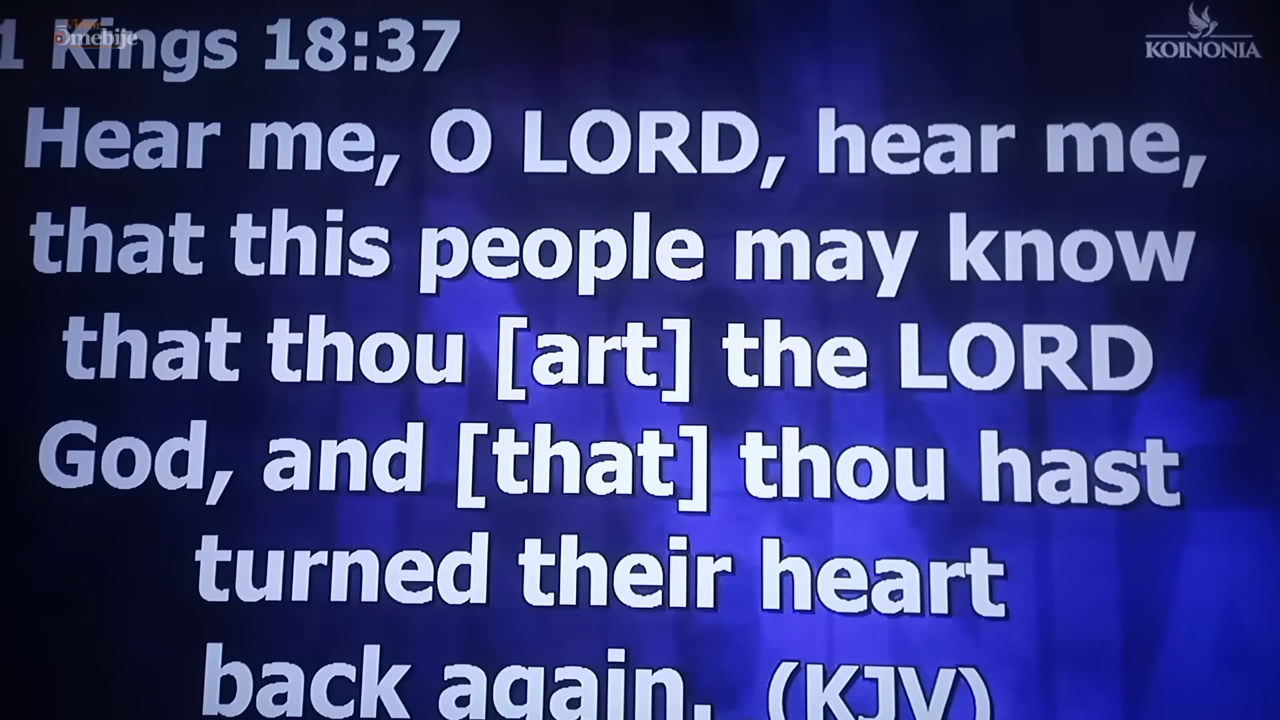 1 Kings 18:37
Omebije
KOINONIA
Hear me, O LORD, hear me,
that this people may know
that thou [art] the LORD
God, and [that] thou hast
turned their heart
back again. (KJV)